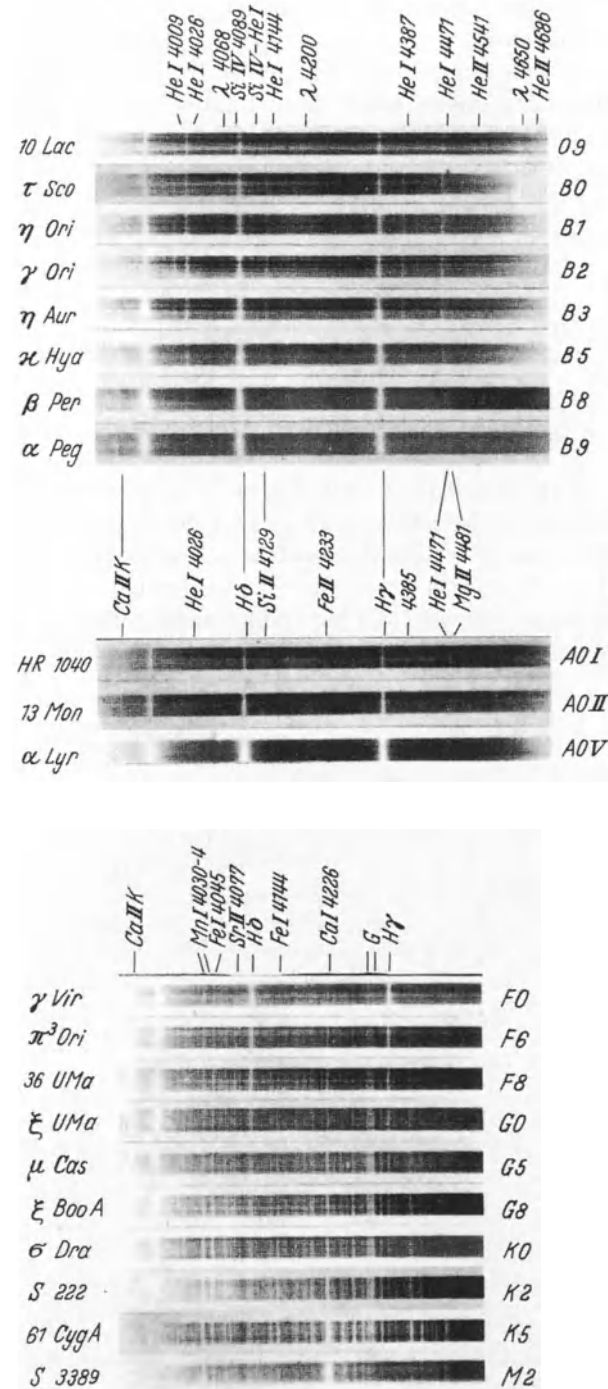 He I 4009
He I 4026
λ 4068
Si IV 4089
Si IV-He I
He I 4144
λ 4200
He I 4387
He I 4471
He II 4541
λ 4650
He II 4686
10 Lac O9
τ Sco B0
η Ori B1
γ Ori B2
η Aur B3
ϰ Hya B5
β Per B8
α Peg B9
Ca II K
He I 4026
Hδ
Si II 4129
Fe II 4233
Hγ
4385
He I 4471
Mg II 4481
HR 1040 A0 I
13 Mon A0 II
α Lyr A0 V
Ca II K
Mn I 4030-4
Fe I 4045
Sr II 4077
Hδ
Fe I 4144
Ca I 4226
G
Hγ
γ Vir F0
π³ Ori F6
36 UMa F8
ξ UMa G0
μ Cas G5
ξ Boo A G8
σ Dra K0
S 222 K2
61 Cyg A K5
S 3389 M2